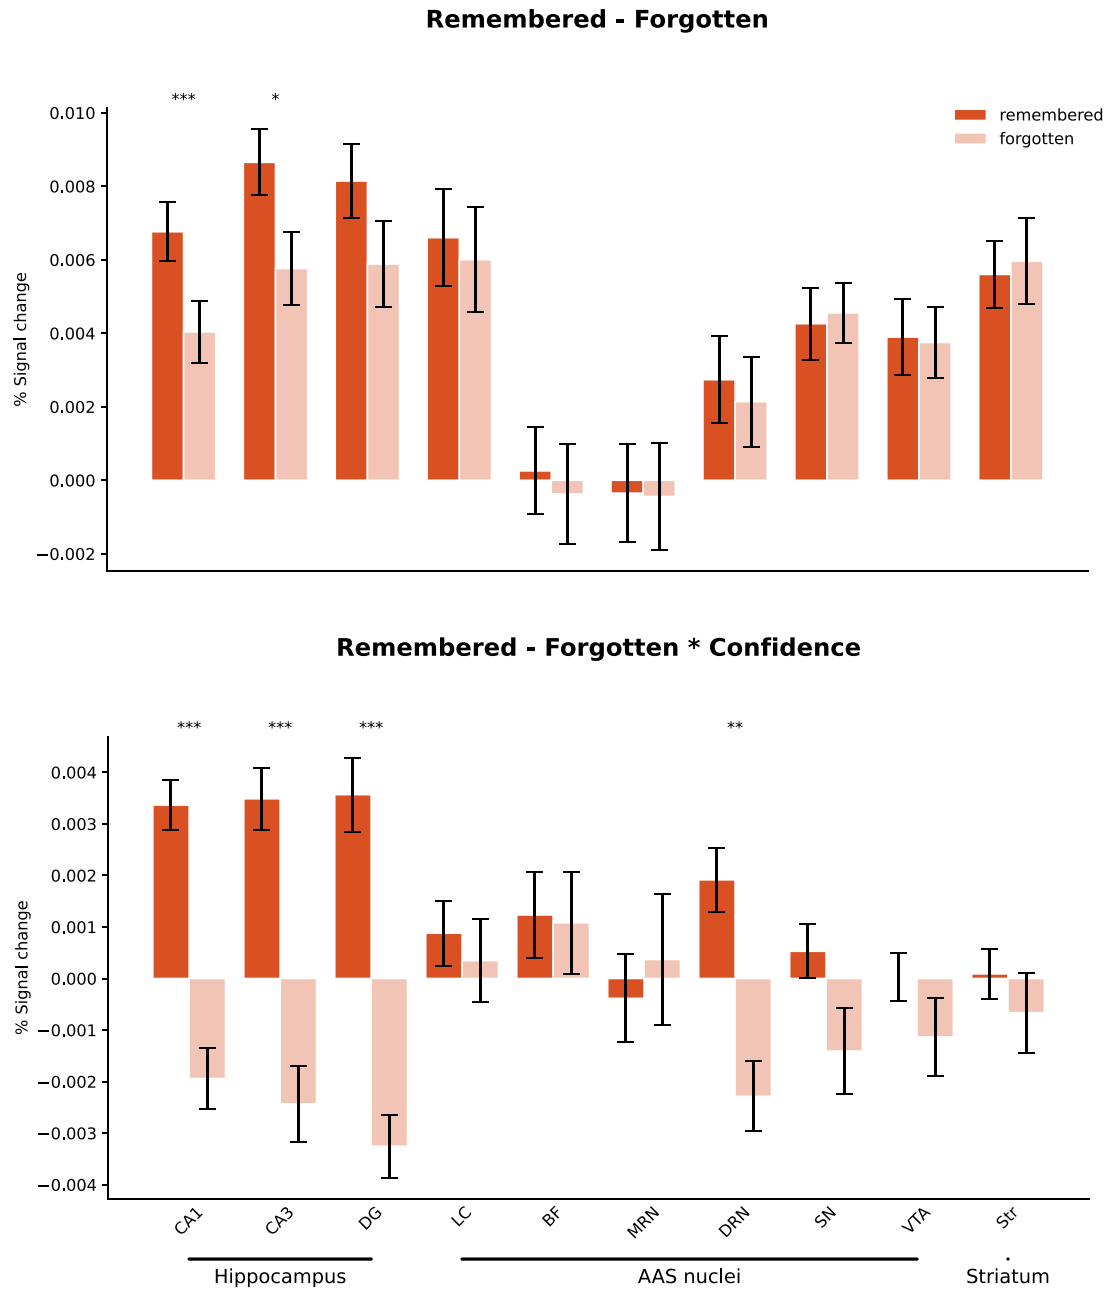 Remembered - Forgotten
*** *
remembered
forgotten
% Signal change
0.010
0.008
0.006
0.004
0.002
0.000
−0.002
Remembered - Forgotten * Confidence
*** *** *** **
% Signal change
0.004
0.003
0.002
0.001
0.000
−0.001
−0.002
−0.003
−0.004
CA1 CA3 DG LC BF MRN DRN SN VTA Str
Hippocampus AAS nuclei Striatum